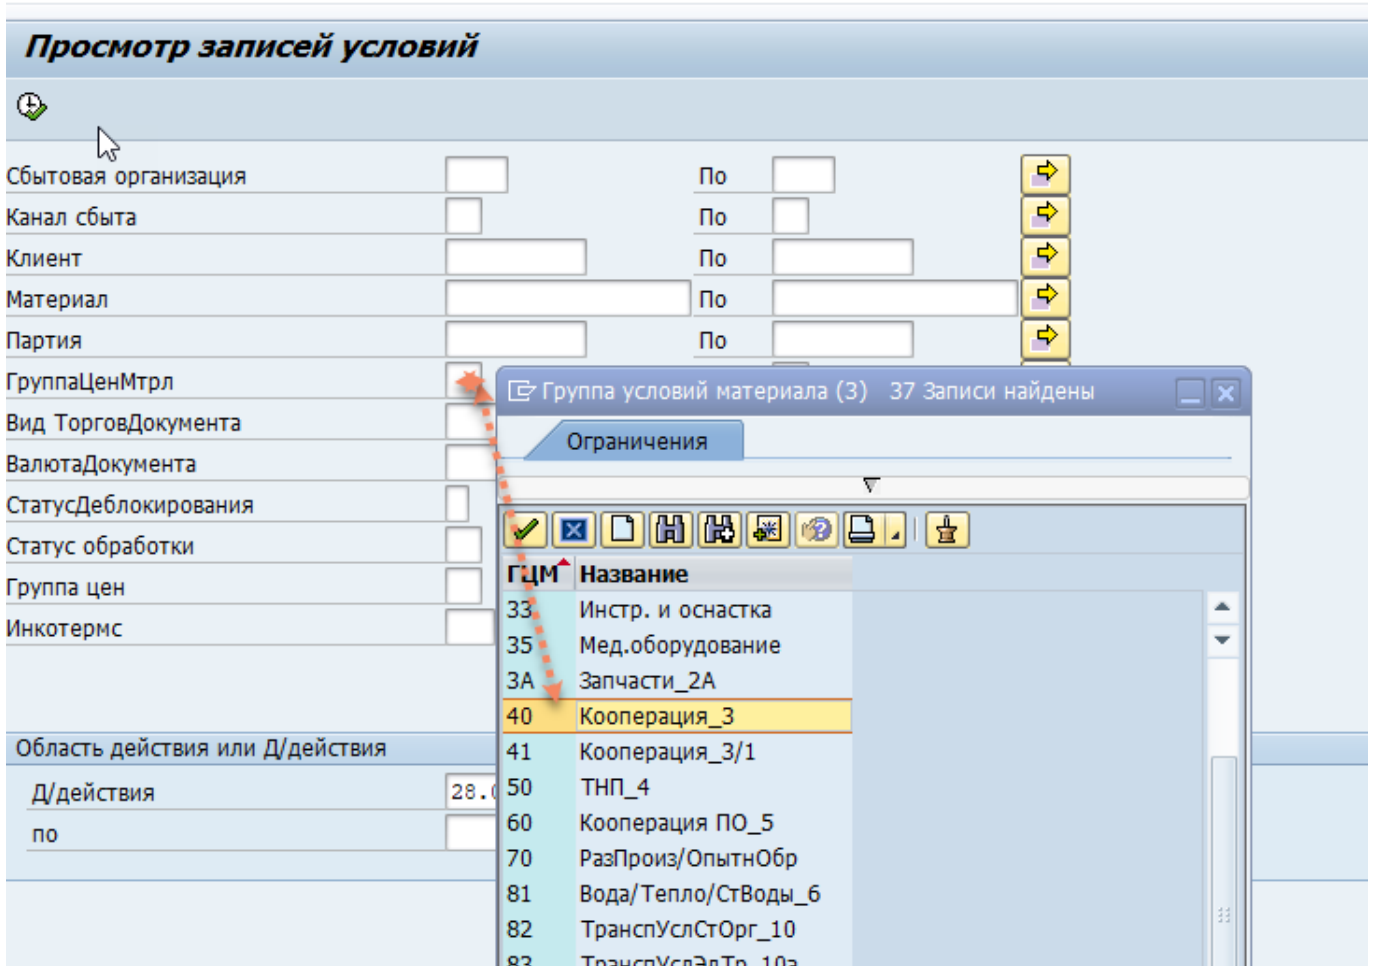 Просмотр записей условий
Сбытовая организация По
Канал сбыта По
Клиент По
Материал По
Партия По
ГруппаЦенМтрл
Вид ТорговДокумента
ВалютаДокумента
СтатусДеблокирования
Статус обработки
Группа цен
Инкотермс
Область действия или Д/действия
Д/действия 28.
по
Группа условий материала (3) 37 Записи найдены
Ограничения
ГЦМ Название
33 Инстр. и оснастка
35 Мед.оборудование
3А Запчасти_2А
40 Кооперация_3
41 Кооперация_3/1
50 ТНП_4
60 Кооперация ПО_5
70 РазПроиз/ОпытнОбр
81 Вода/Тепло/СтВоды_6
82 ТранспУслСтОрг_10
83 ТранспУслЭлТр_10а